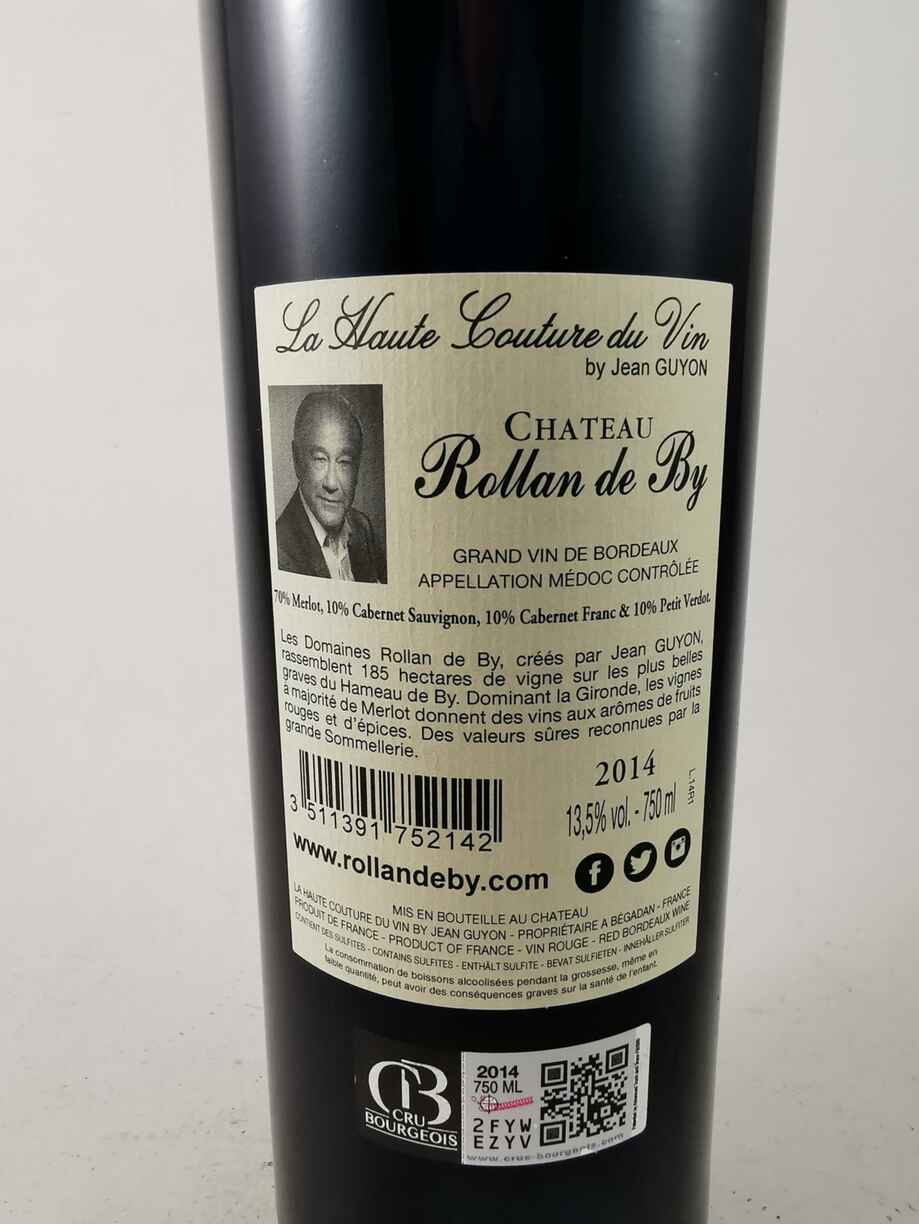 La Haute Couture du Vin
by Jean GUYON
CHATEAU
Rollan de By
GRAND VIN DE BORDEAUX
APPELLATION MÉDOC CONTRÔLÉE
70% Merlot, 10% Cabernet Sauvignon, 10% Cabernet Franc & 10% Petit Verdot.
Les Domaines Rollan de By, créés par Jean GUYON,
rassemblent 185 hectares de vigne sur les plus belles
graves du Hameau de By. Dominant la Gironde, les vignes
à majorité de Merlot donnent des vins aux arômes de fruits
rouges et d'épices. Des valeurs sûres reconnues par la
grande Sommellerie.
2014
13,5% vol. - 750 ml
L14R1
3 511391 752142
www.rollandeby.com
MIS EN BOUTEILLE AU CHATEAU
LA HAUTE COUTURE DU VIN BY JEAN GUYON - PROPRIÉTAIRE A BÉGADAN - FRANCE
PRODUIT DE FRANCE - PRODUCT OF FRANCE - VIN ROUGE - RED BORDEAUX WINE
CONTIENT DES SULFITES - CONTAINS SULFITES - ENTHÄLT SULFITE - BEVAT SULFIETEN - INNEHÅLLER SULFITER
La consommation de boissons alcoolisées pendant la grossesse, même en
faible quantité, peut avoir des conséquences graves sur la santé de l'enfant.
CB
CRU
BOURGEOIS
2014
750 ML
2FYW
EZYV
www.crus-bourgeois.com